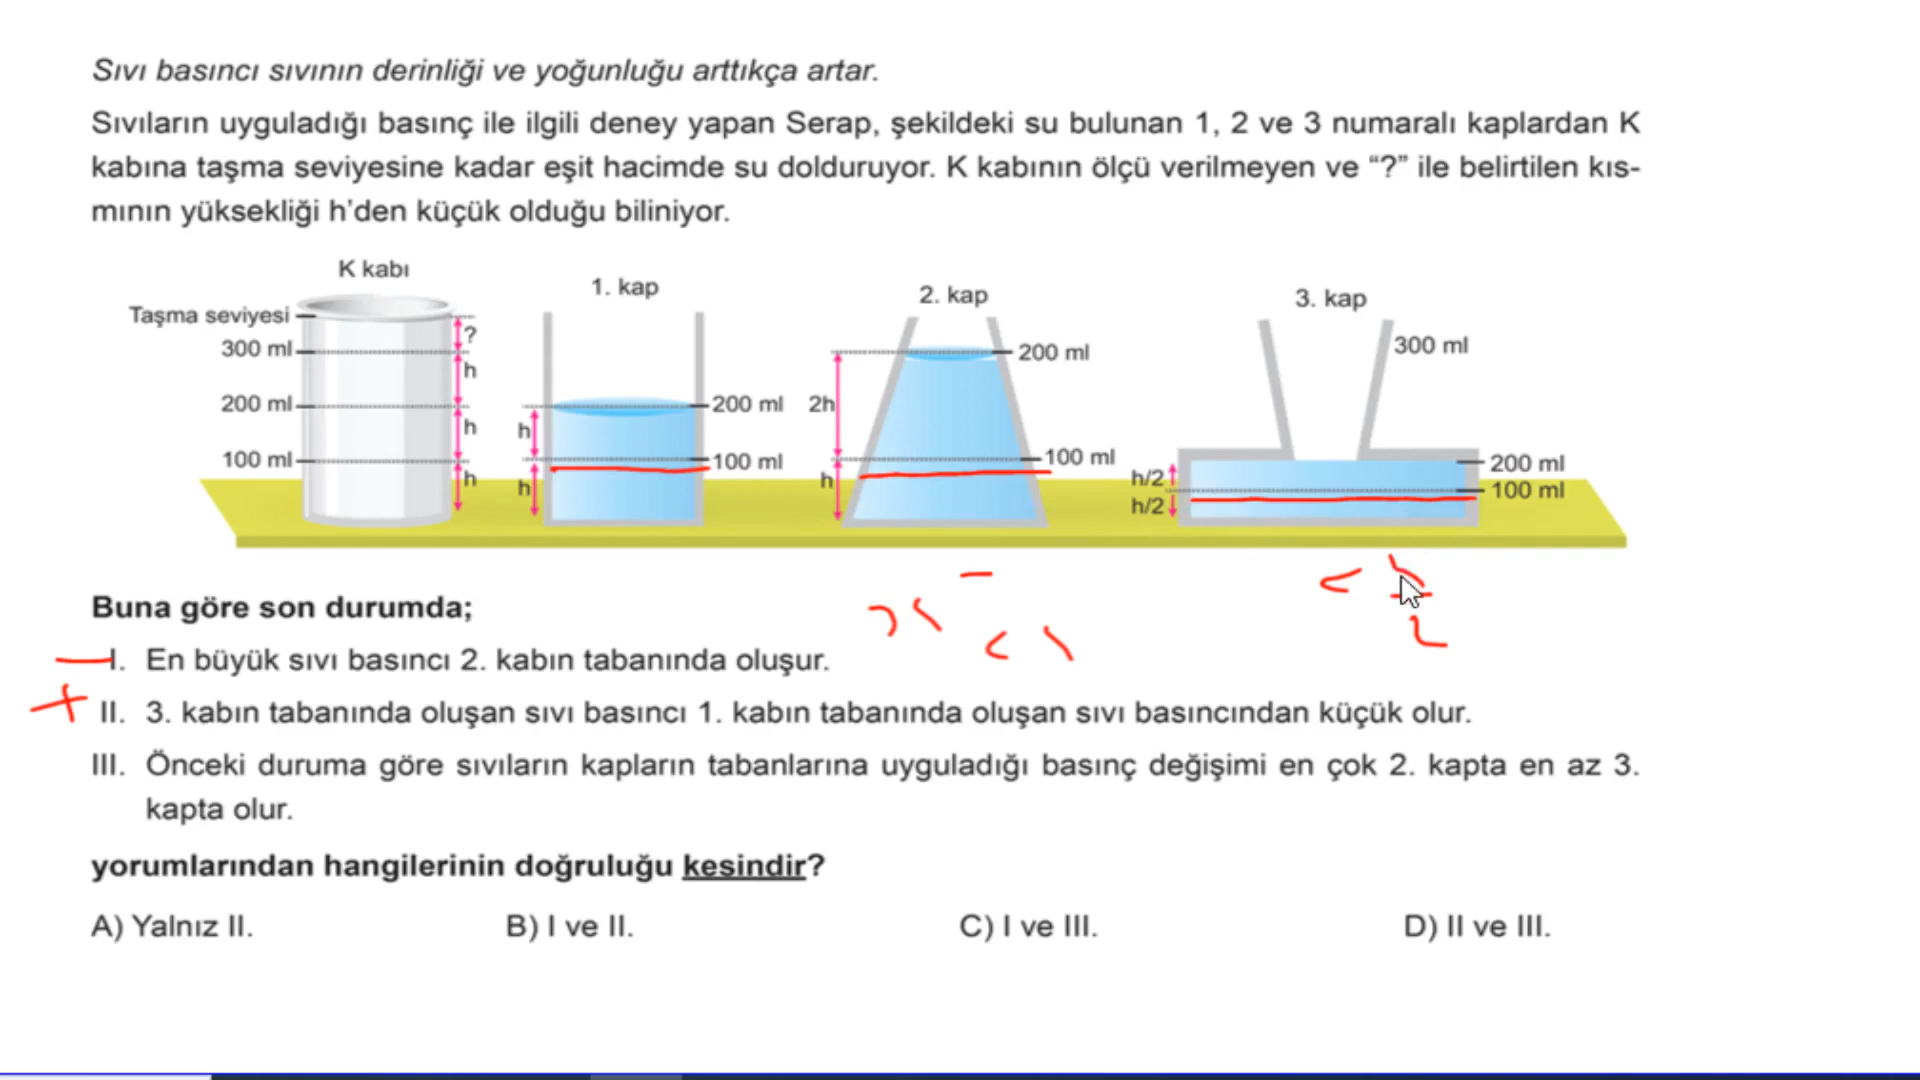 Sıvı basıncı sıvının derinliği ve yoğunluğu arttıkça artar.
Sıvıların uyguladığı basınç ile ilgili deney yapan Serap, şekildeki su bulunan 1, 2 ve 3 numaralı kaplardan K
kabına taşma seviyesine kadar eşit hacimde su dolduruyor. K kabının ölçü verilmeyen ve “?” ile belirtilen kıs-
mının yüksekliği h’den küçük olduğu biliniyor.
K kabı
1. kap
2. kap
3. kap
Taşma seviyesi
300 ml
200 ml
100 ml
?
h
h
h
h
h
200 ml
100 ml
2h
h
200 ml
100 ml
h/2
h/2
300 ml
200 ml
100 ml
Buna göre son durumda;
I. En büyük sıvı basıncı 2. kabın tabanında oluşur.
II. 3. kabın tabanında oluşan sıvı basıncı 1. kabın tabanında oluşan sıvı basıncından küçük olur.
III. Önceki duruma göre sıvıların kapların tabanlarına uyguladığı basınç değişimi en çok 2. kapta en az 3.
kapta olur.
yorumlarından hangilerinin doğruluğu kesindir?
A) Yalnız II.
B) I ve II.
C) I ve III.
D) II ve III.